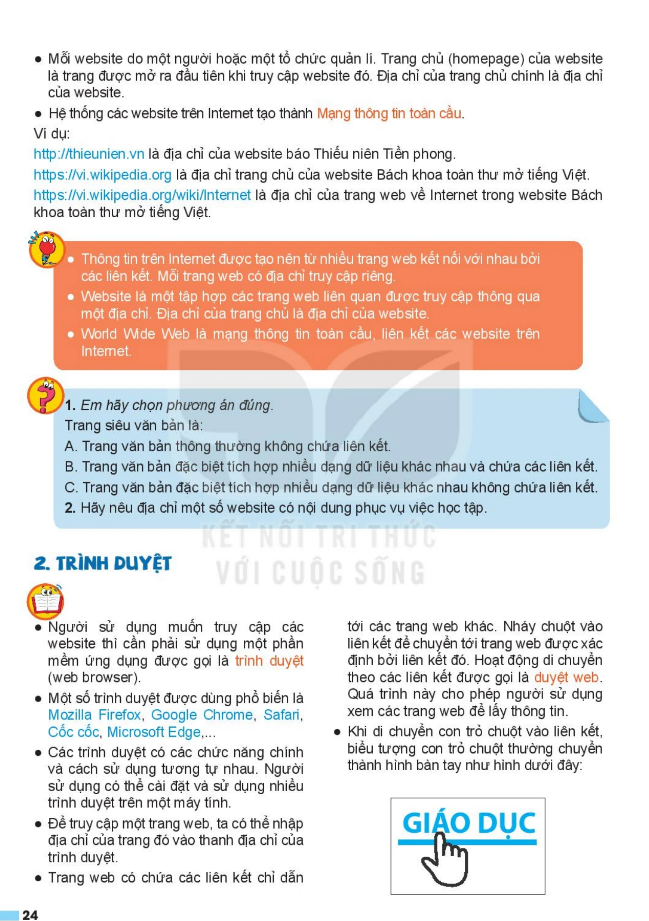 ● Mỗi website do một người hoặc một tổ chức quản lí. Trang chủ (homepage) của website
là trang được mở ra đầu tiên khi truy cập website đó. Địa chỉ của trang chủ chính là địa chỉ
của website.
● Hệ thống các website trên Internet tạo thành Mạng thông tin toàn cầu.
Ví dụ:
http://thieunien.vn là địa chỉ của website báo Thiếu niên Tiền phong.
https://vi.wikipedia.org là địa chỉ trang chủ của website Bách khoa toàn thư mở tiếng Việt.
https://vi.wikipedia.org/wiki/Internet là địa chỉ của trang web về Internet trong website Bách
khoa toàn thư mở tiếng Việt.
● Thông tin trên Internet được tạo nên từ nhiều trang web kết nối với nhau bởi
các liên kết. Mỗi trang web có địa chỉ truy cập riêng.
● Website là một tập hợp các trang web liên quan được truy cập thông qua
một địa chỉ. Địa chỉ của trang chủ là địa chỉ của website.
● World Wide Web là mạng thông tin toàn cầu, liên kết các website trên
Internet.
1. Em hãy chọn phương án đúng.
Trang siêu văn bản là:
A. Trang văn bản thông thường không chứa liên kết.
B. Trang văn bản đặc biệt tích hợp nhiều dạng dữ liệu khác nhau và chứa các liên kết.
C. Trang văn bản đặc biệt tích hợp nhiều dạng dữ liệu khác nhau không chứa liên kết.
2. Hãy nêu địa chỉ một số website có nội dung phục vụ việc học tập.
KẾT NỐI TRI THỨC
VỚI CUỘC SỐNG
2. TRÌNH DUYỆT
● Người sử dụng muốn truy cập các
website thì cần phải sử dụng một phần
mềm ứng dụng được gọi là trình duyệt
(web browser).
● Một số trình duyệt được dùng phổ biến là
Mozilla Firefox, Google Chrome, Safari,
Cốc cốc, Microsoft Edge,...
● Các trình duyệt có các chức năng chính
và cách sử dụng tương tự nhau. Người
sử dụng có thể cài đặt và sử dụng nhiều
trình duyệt trên một máy tính.
● Để truy cập một trang web, ta có thể nhập
địa chỉ của trang đó vào thanh địa chỉ của
trình duyệt.
● Trang web có chứa các liên kết chỉ dẫn
tới các trang web khác. Nháy chuột vào
liên kết để chuyển tới trang web được xác
định bởi liên kết đó. Hoạt động di chuyển
theo các liên kết được gọi là duyệt web.
Quá trình này cho phép người sử dụng
xem các trang web để lấy thông tin.
● Khi di chuyển con trỏ chuột vào liên kết,
biểu tượng con trỏ chuột thường chuyển
thành hình bàn tay như hình dưới đây:
GIÁO DỤC
24